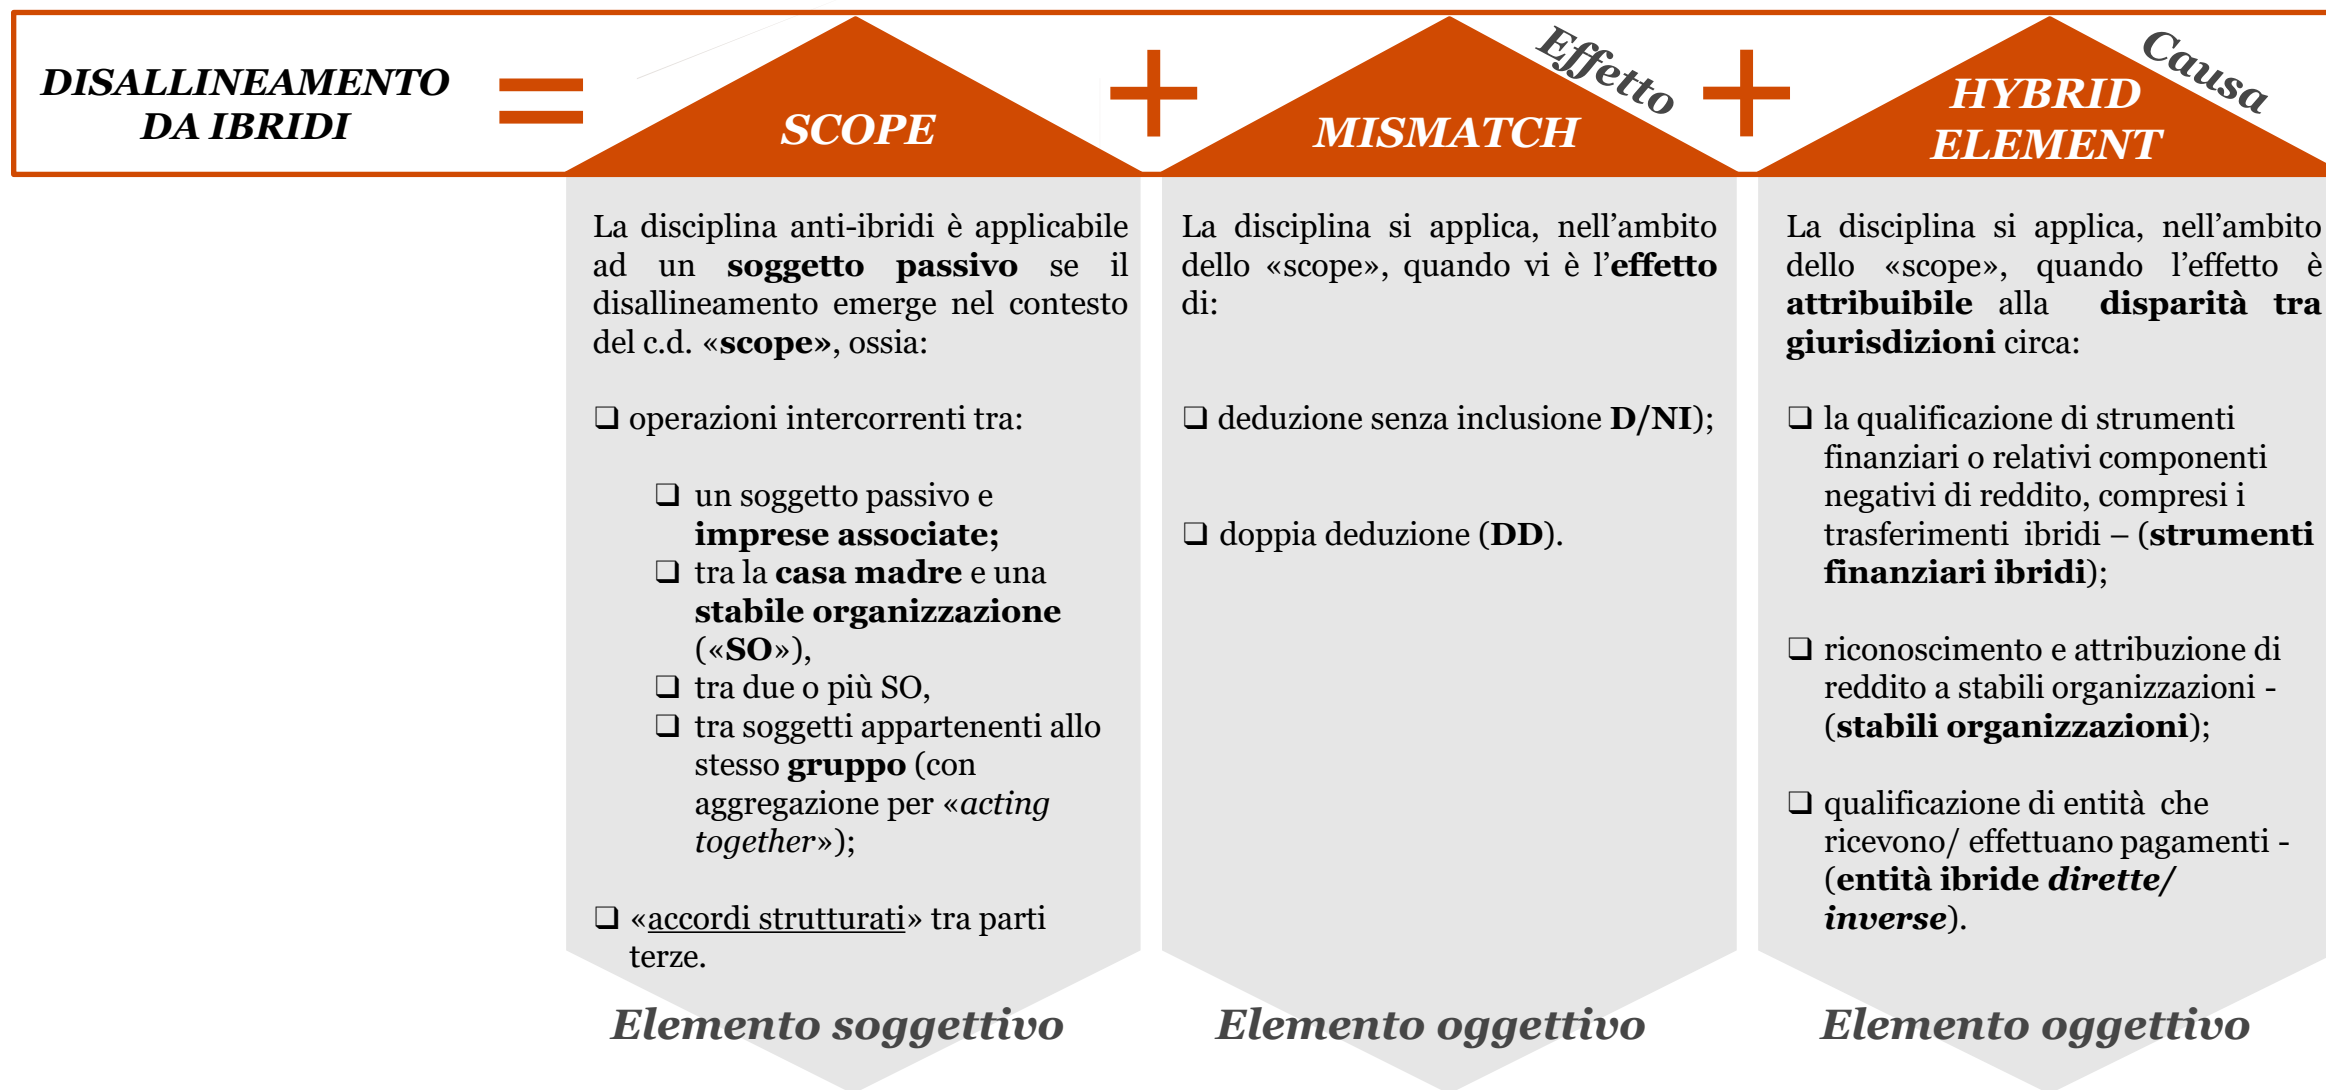 DISALLINEAMENTO
DA IBRIDI
SCOPE
MISMATCH
Effetto
HYBRID
ELEMENT
Causa
La disciplina anti-ibridi è applicabile
ad un soggetto passivo se il
disallineamento emerge nel contesto
del c.d. «scope», ossia:
❑ operazioni intercorrenti tra:
❑ un soggetto passivo e
imprese associate;
❑ tra la casa madre e una
stabile organizzazione
(«SO»),
❑ tra due o più SO,
❑ tra soggetti appartenenti allo
stesso gruppo (con
aggregazione per «acting
together»);
❑ «accordi strutturati» tra parti
terze.
Elemento soggettivo
La disciplina si applica, nell'ambito
dello «scope», quando vi è l'effetto
di:
❑ deduzione senza inclusione D/NI);
❑ doppia deduzione (DD).
Elemento oggettivo
La disciplina si applica, nell'ambito
dello «scope», quando l'effetto è
attribuibile alla disparità tra
giurisdizioni circa:
❑ la qualificazione di strumenti
finanziari o relativi componenti
negativi di reddito, compresi i
trasferimenti ibridi – (strumenti
finanziari ibridi);
❑ riconoscimento e attribuzione di
reddito a stabili organizzazioni -
(stabili organizzazioni);
❑ qualificazione di entità che
ricevono/ effettuano pagamenti -
(entità ibride dirette/
inverse).
Elemento oggettivo